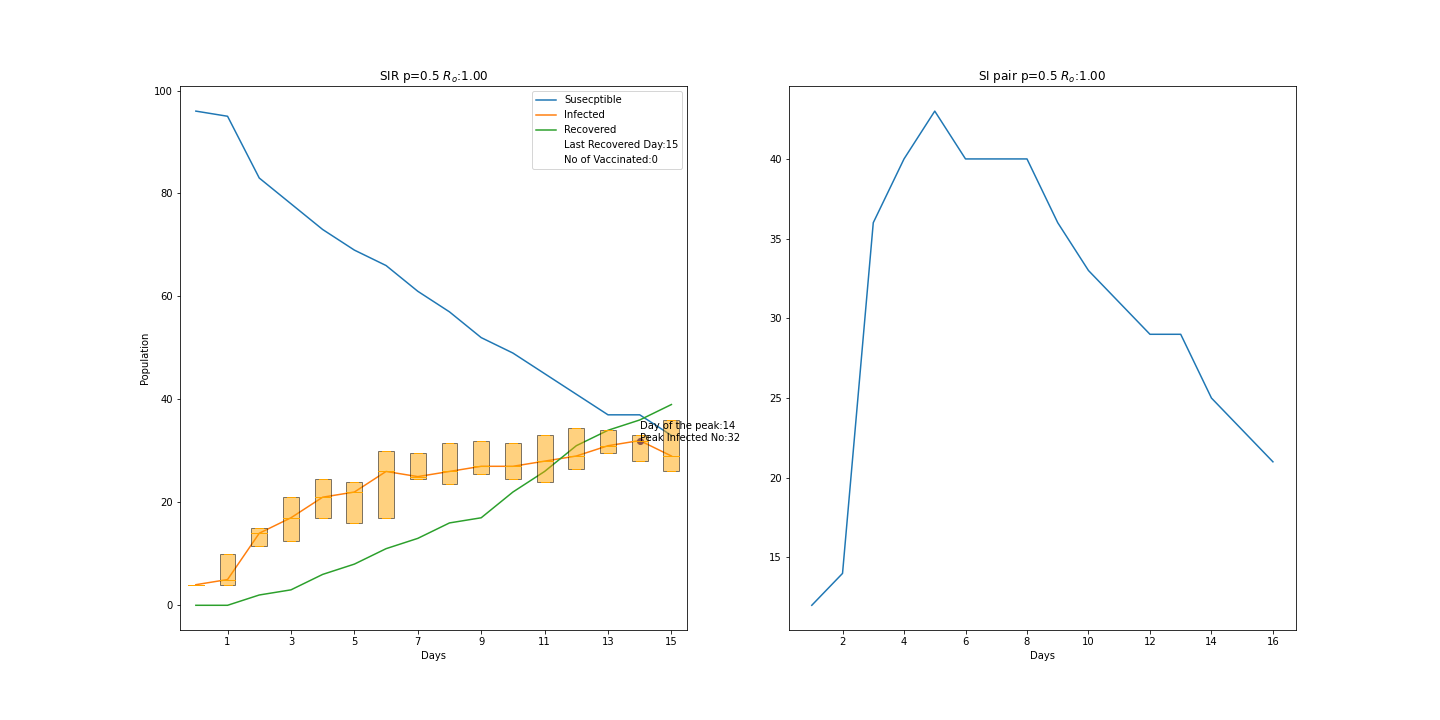 SIR p=0.5 Rₒ:1.00
Population
100
80
60
40
20
0
Susecptible
Infected
Recovered
Last Recovered Day:15
No of Vaccinated:0
Day of the peak:14
Peak Infected No:32
1 3 5 7 9 11 13 15
Days
SI pair p=0.5 Rₒ:1.00
40
35
30
25
20
15
2 4 6 8 10 12 14 16
Days